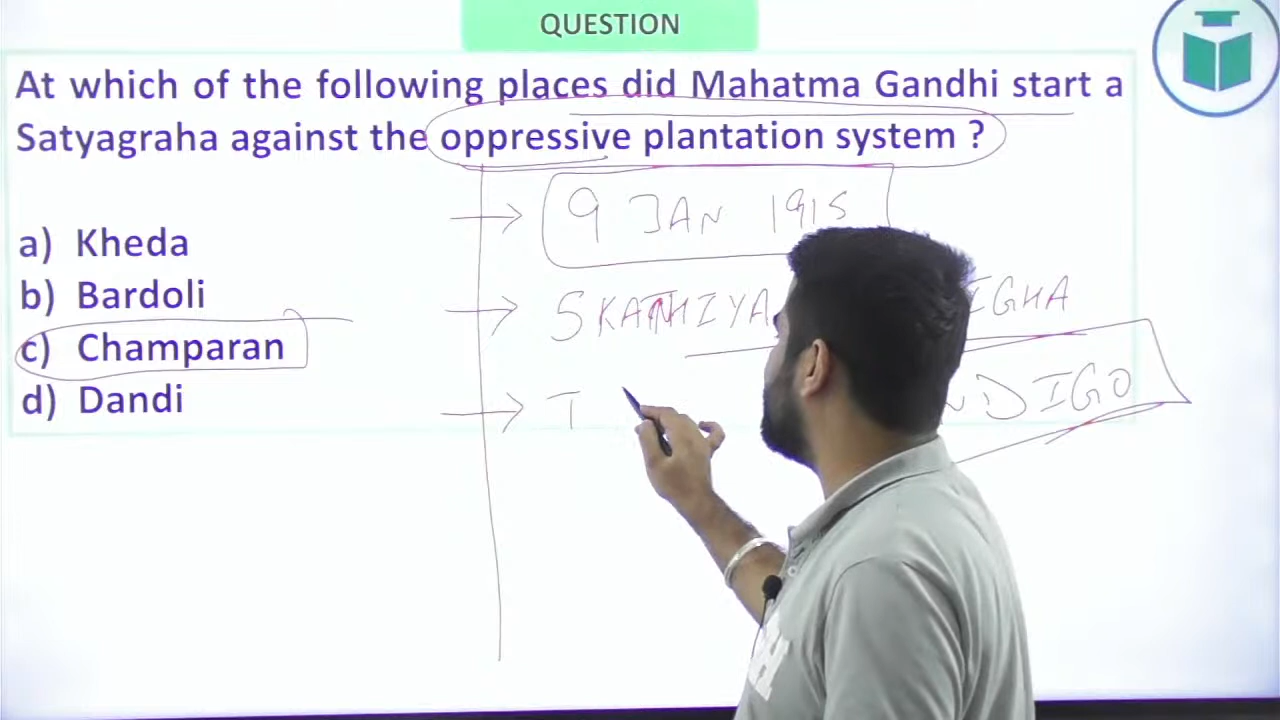 QUESTION
At which of the following places did Mahatma Gandhi start a
Satyagraha against the oppressive plantation system ?
a) Kheda
b) Bardoli
c) Champaran
d) Dandi
9 JAN 1915
IGHA
T
DIGO